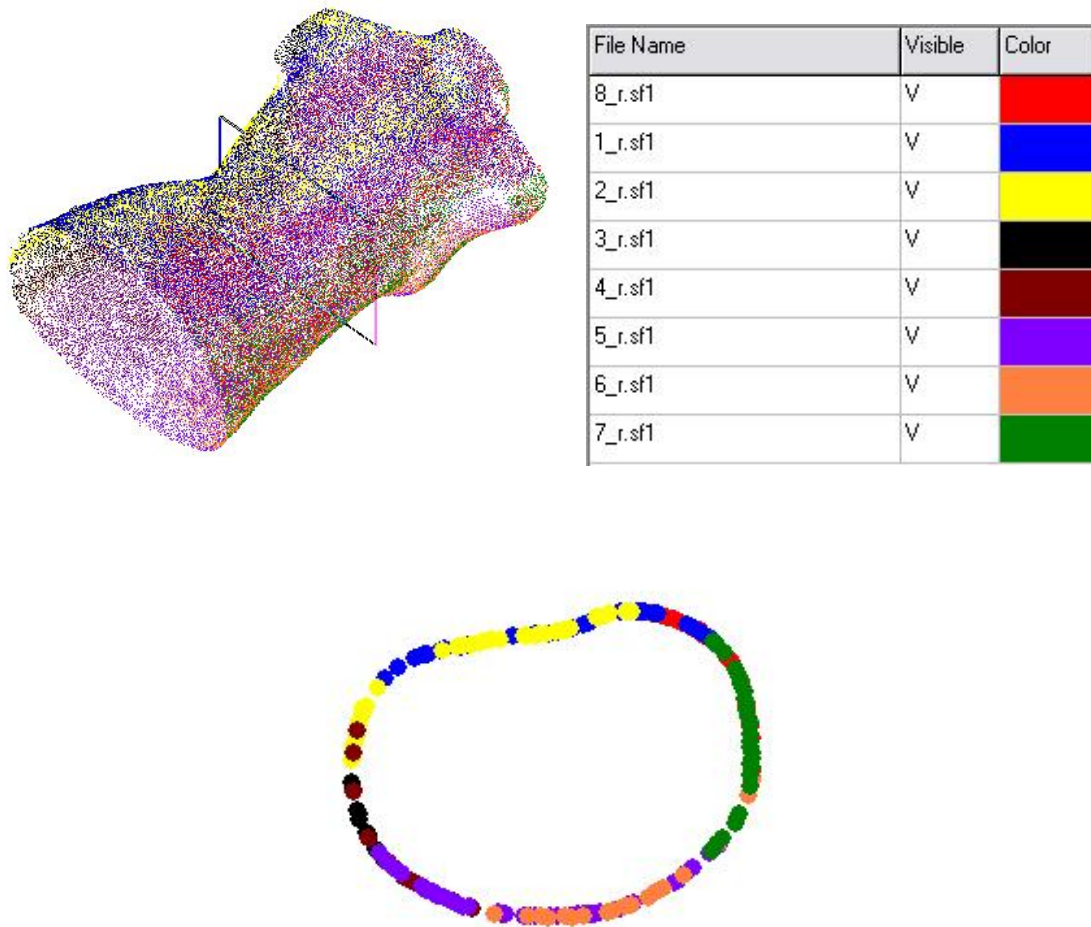 File Name Visible Color
8_r.sf1 V
1_r.sf1 V
2_r.sf1 V
3_r.sf1 V
4_r.sf1 V
5_r.sf1 V
6_r.sf1 V
7_r.sf1 V